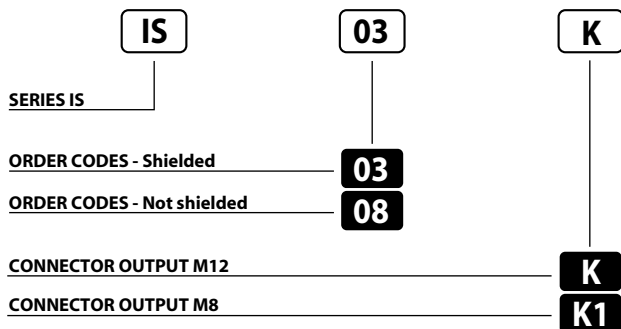 IS 03 K
SERIES IS
ORDER CODES - Shielded 03
ORDER CODES - Not shielded 08
CONNECTOR OUTPUT M12 K
CONNECTOR OUTPUT M8 K1